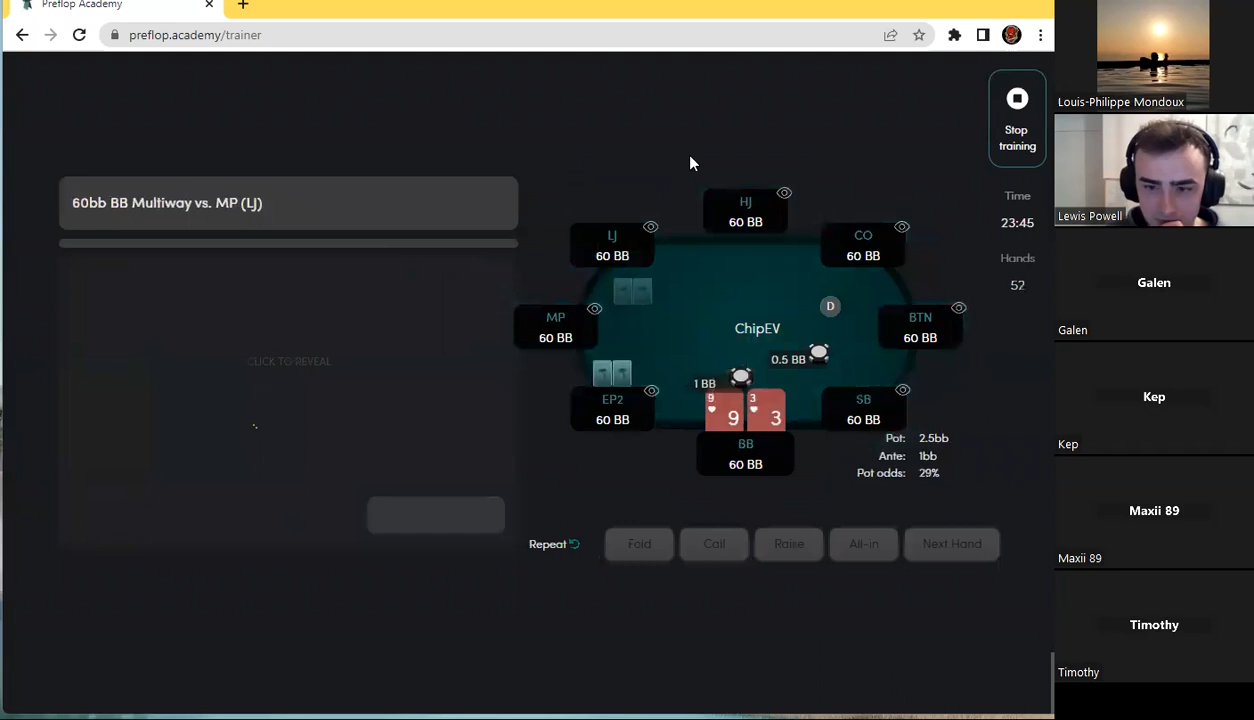 Preflop Academy
preflop.academy/trainer
Stop
training
Time
23:45
Hands
52
60bb BB Multiway vs. MP (LJ)
CLICK TO REVEAL
HJ
60 BB
LJ
60 BB
CO
60 BB
MP
60 BB
D
BTN
60 BB
ChipEV
0.5 BB
1 BB
EP2
60 BB
9
9
3
3
SB
60 BB
BB
60 BB
Pot: 2.5bb
Ante: 1bb
Pot odds: 29%
Repeat
Fold
Call
Raise
All-in
Next Hand
Louis-Philippe Mondoux
Lewis Powell
Galen
Galen
Kep
Kep
Maxii 89
Maxii 89
Timothy
Timothy